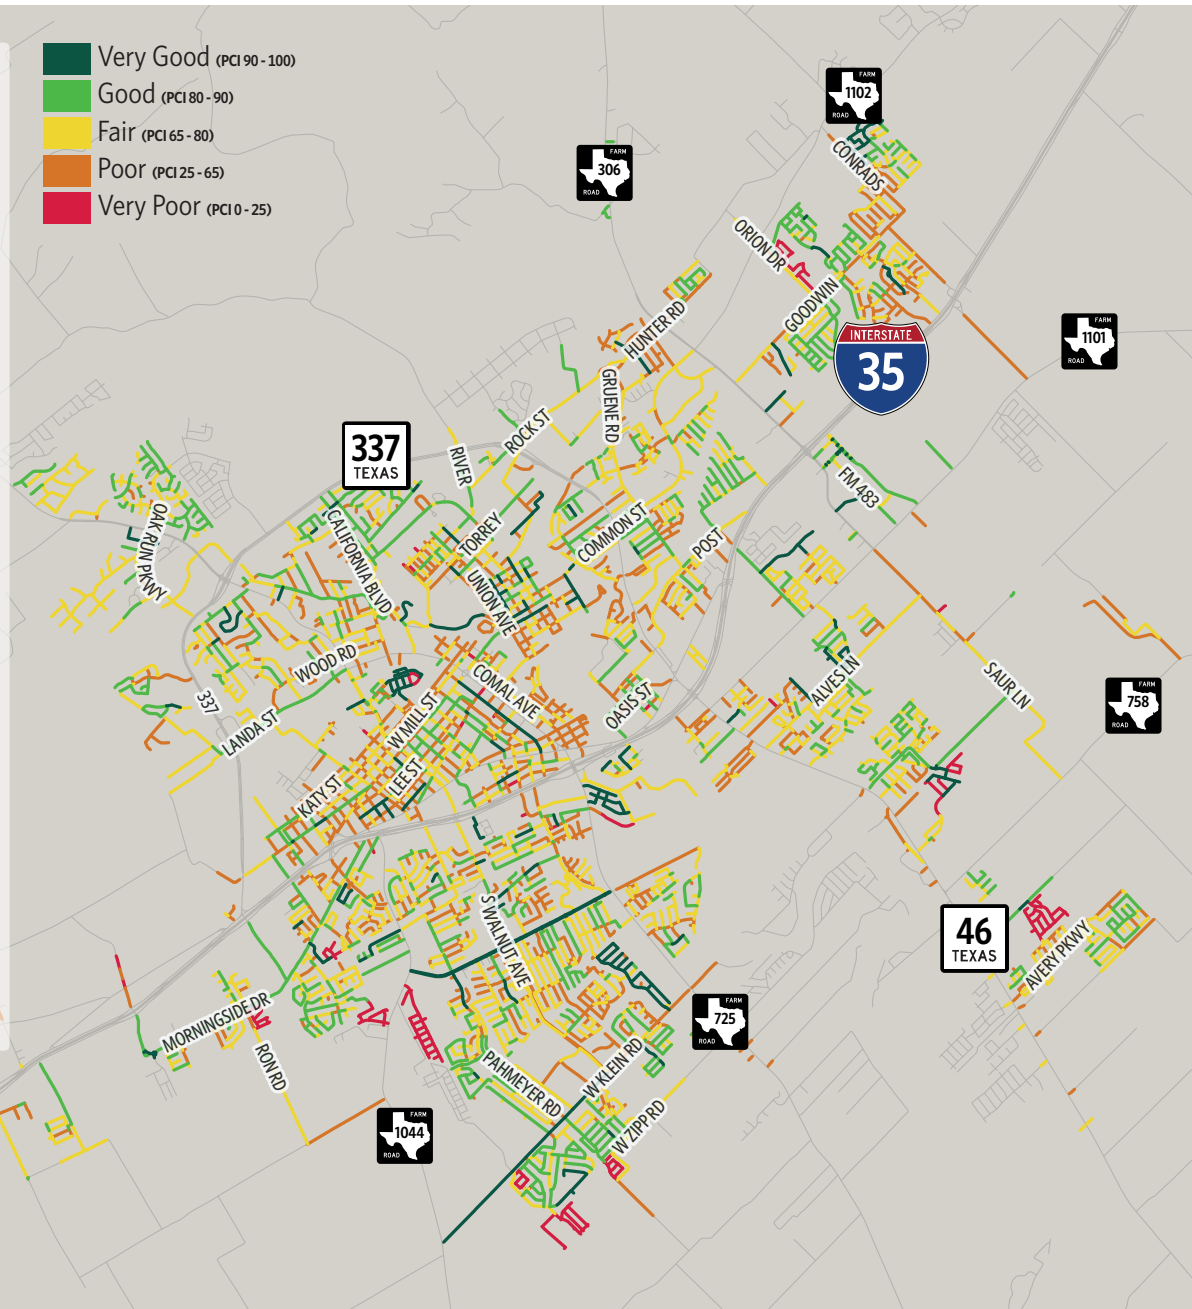 Very Good (PCI 90 - 100)
Good (PCI 80 - 90)
Fair (PCI 65 - 80)
Poor (PCI 25 - 65)
Very Poor (PCI 0 - 25)
FARM
1102
ROAD
CONRADS
FARM
306
ROAD
ORION DR
GOODWIN
HUNTER RD
INTERSTATE
35
FARM
1101
ROAD
GRUENE RD
ROCK ST
337
TEXAS
RIVER
FM 483
OAK RUN PKWY
CALIFORNIA BLVD
TORREY
COMMON ST
POST
UNION AVE
WOOD RD
COMAL AVE
ALVES LN
SAUR LN
FARM
758
ROAD
337
LANDA ST
W MILL ST
OASIS ST
KATY ST
LEE ST
S WALNUT AVE
46
TEXAS
AVERY PKWY
MORNINGSIDE DR
FARM
725
ROAD
RON RD
PAHMEYER RD
W KLEIN RD
W ZIPP RD
FARM
1044
ROAD